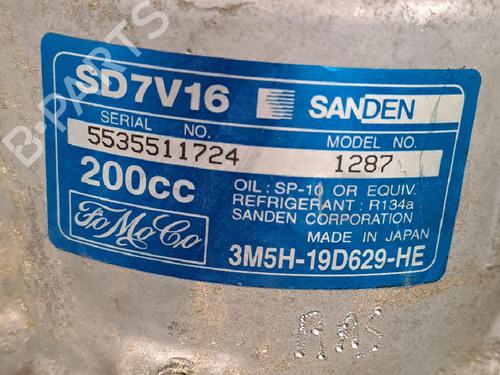 SD7V16 SANDEN
SERIAL NO. MODEL NO.
5535511724 1287
200cc
OIL : SP-10 OR EQUIV.
REFRIGERANT : R134a
SANDEN CORPORATION
MADE IN JAPAN
FoMoCo
3M5H-19D629-HE
B-PARTS